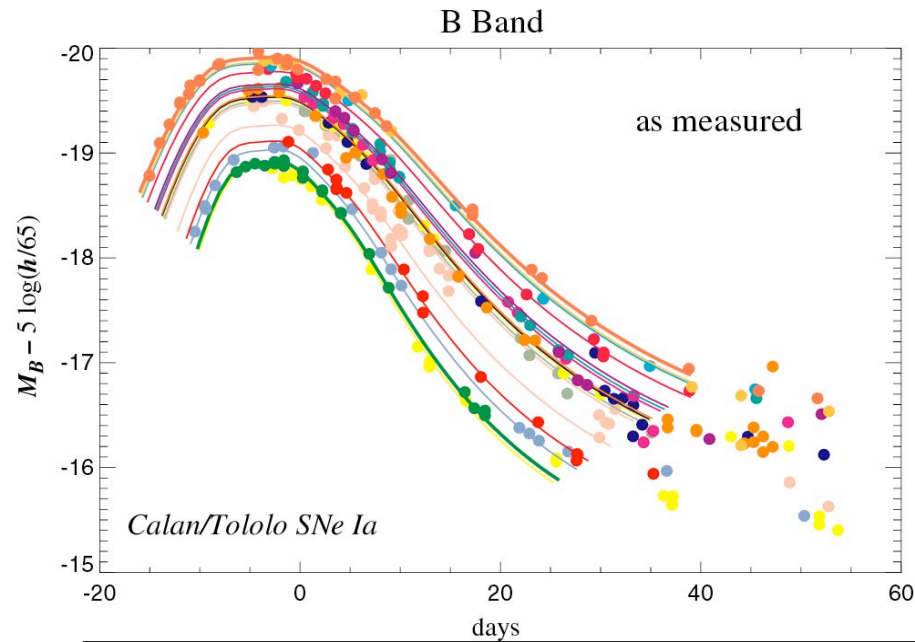 B Band
-20
-19
-18
-17
-16
-15
M_B – 5 log(h/65)
as measured
Calan/Tololo SNe Ia
-20
0
20
40
60
days